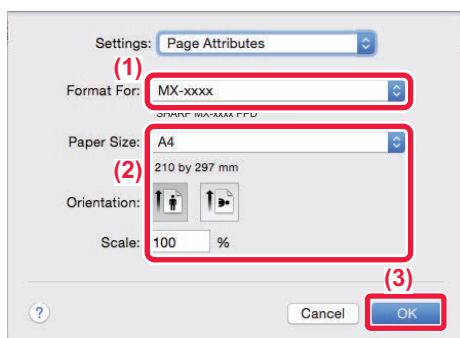 Settings: Page Attributes
(1)
Format For: MX-xxxx
SHARP MX-xxxx PPD
Paper Size: A4
(2) 210 by 297 mm
Orientation:
Scale: 100 %
(3)
? Cancel OK